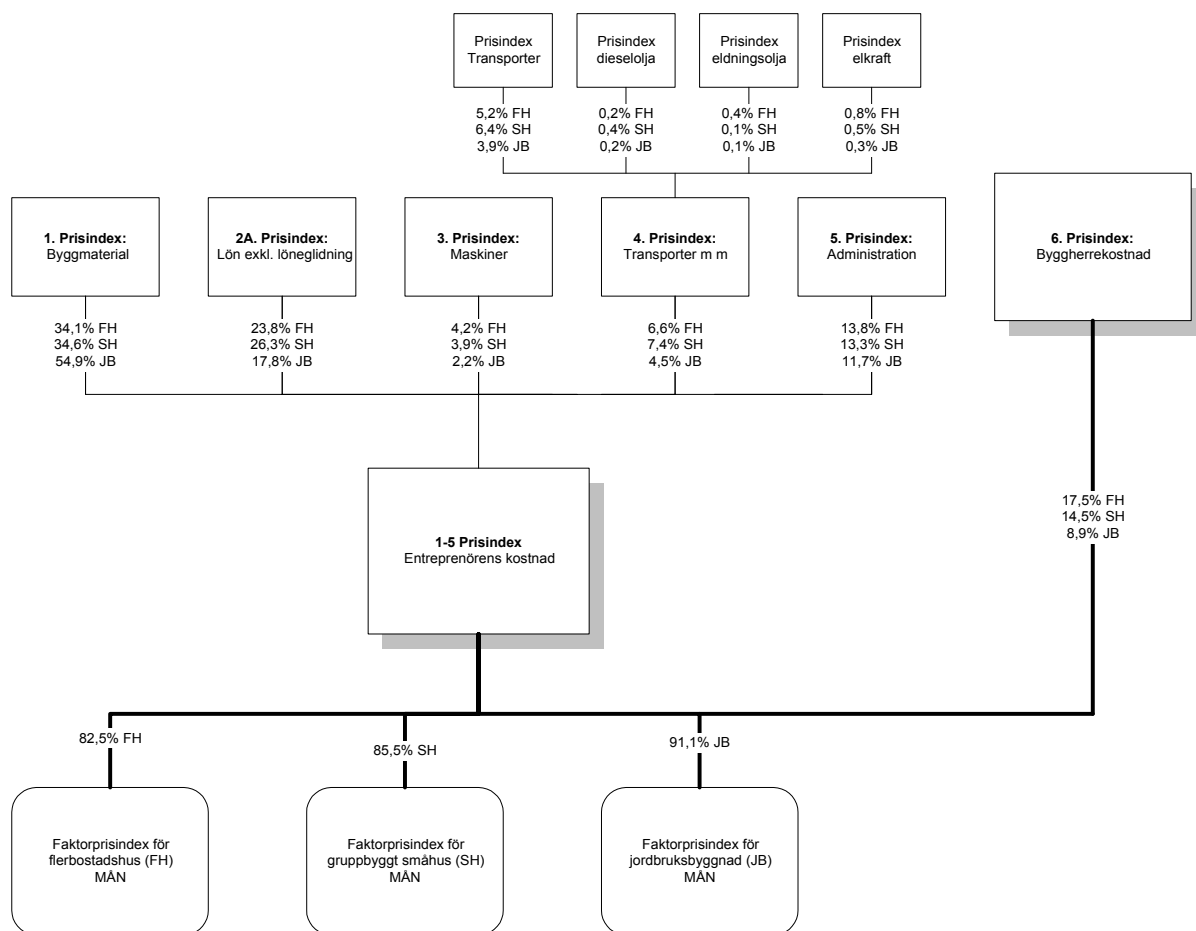 Prisindex
Transporter
Prisindex
dieselolja
Prisindex
eldningsolja
Prisindex
elkraft
5,2% FH
6,4% SH
3,9% JB
0,2% FH
0,4% SH
0,2% JB
0,4% FH
0,1% SH
0,1% JB
0,8% FH
0,5% SH
0,3% JB
1. Prisindex:
Byggmaterial
2A. Prisindex:
Lön exkl. löneglidning
3. Prisindex:
Maskiner
4. Prisindex:
Transporter m m
5. Prisindex:
Administration
6. Prisindex:
Byggherrekostnad
34,1% FH
34,6% SH
54,9% JB
23,8% FH
26,3% SH
17,8% JB
4,2% FH
3,9% SH
2,2% JB
6,6% FH
7,4% SH
4,5% JB
13,8% FH
13,3% SH
11,7% JB
1-5 Prisindex
Entreprenörens kostnad
17,5% FH
14,5% SH
8,9% JB
82,5% FH
85,5% SH
91,1% JB
Faktorprisindex för
flerbostadshus (FH)
MÅN
Faktorprisindex för
gruppbyggt småhus (SH)
MÅN
Faktorprisindex för
jordbruksbyggnad (JB)
MÅN